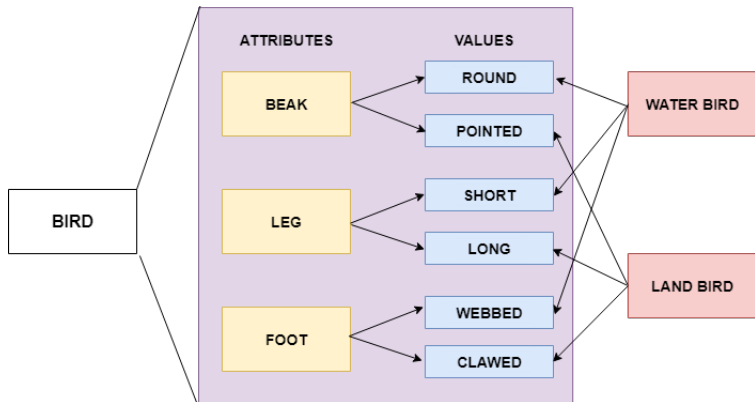 ATTRIBUTES
VALUES
BEAK
ROUND
POINTED
WATER BIRD
BIRD
LEG
SHORT
LONG
LAND BIRD
FOOT
WEBBED
CLAWED